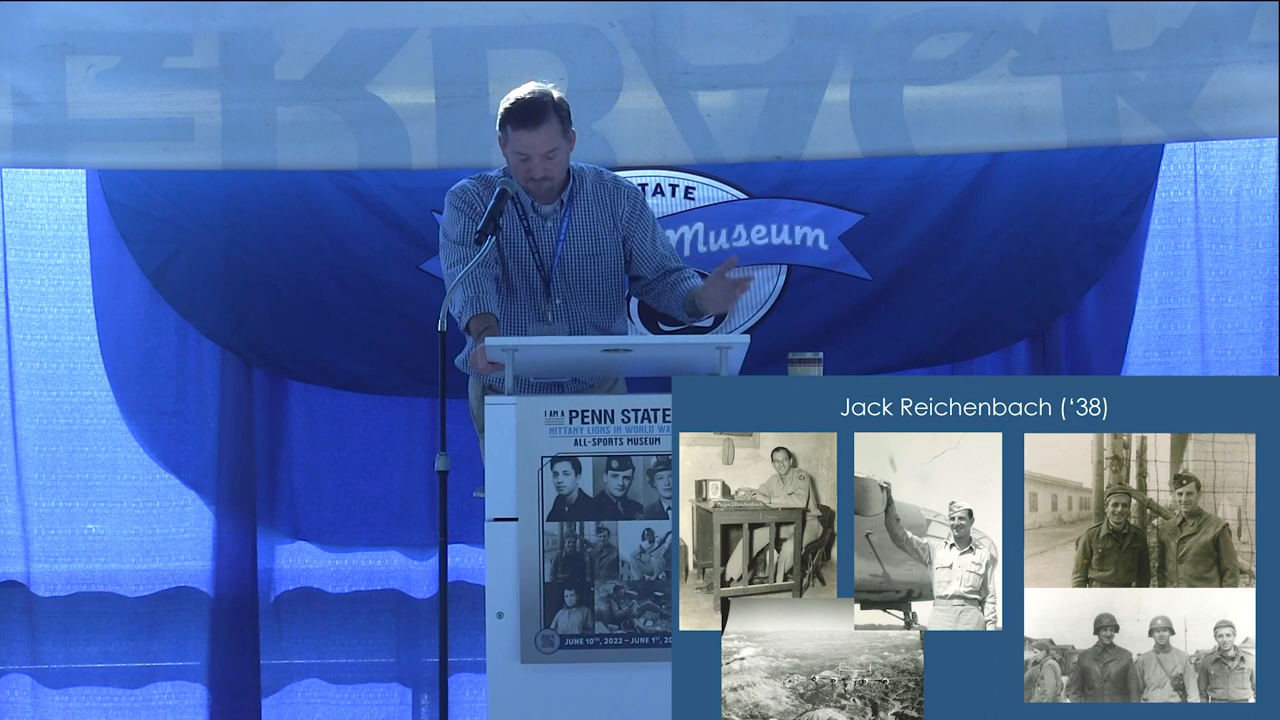 TATE
Museum
I AM A PENN STATE
NITTANY LIONS IN WORLD WA
ALL-SPORTS MUSEUM
JUNE 10TH, 2022 – JUNE 1ST, 20
Jack Reichenbach (‘38)